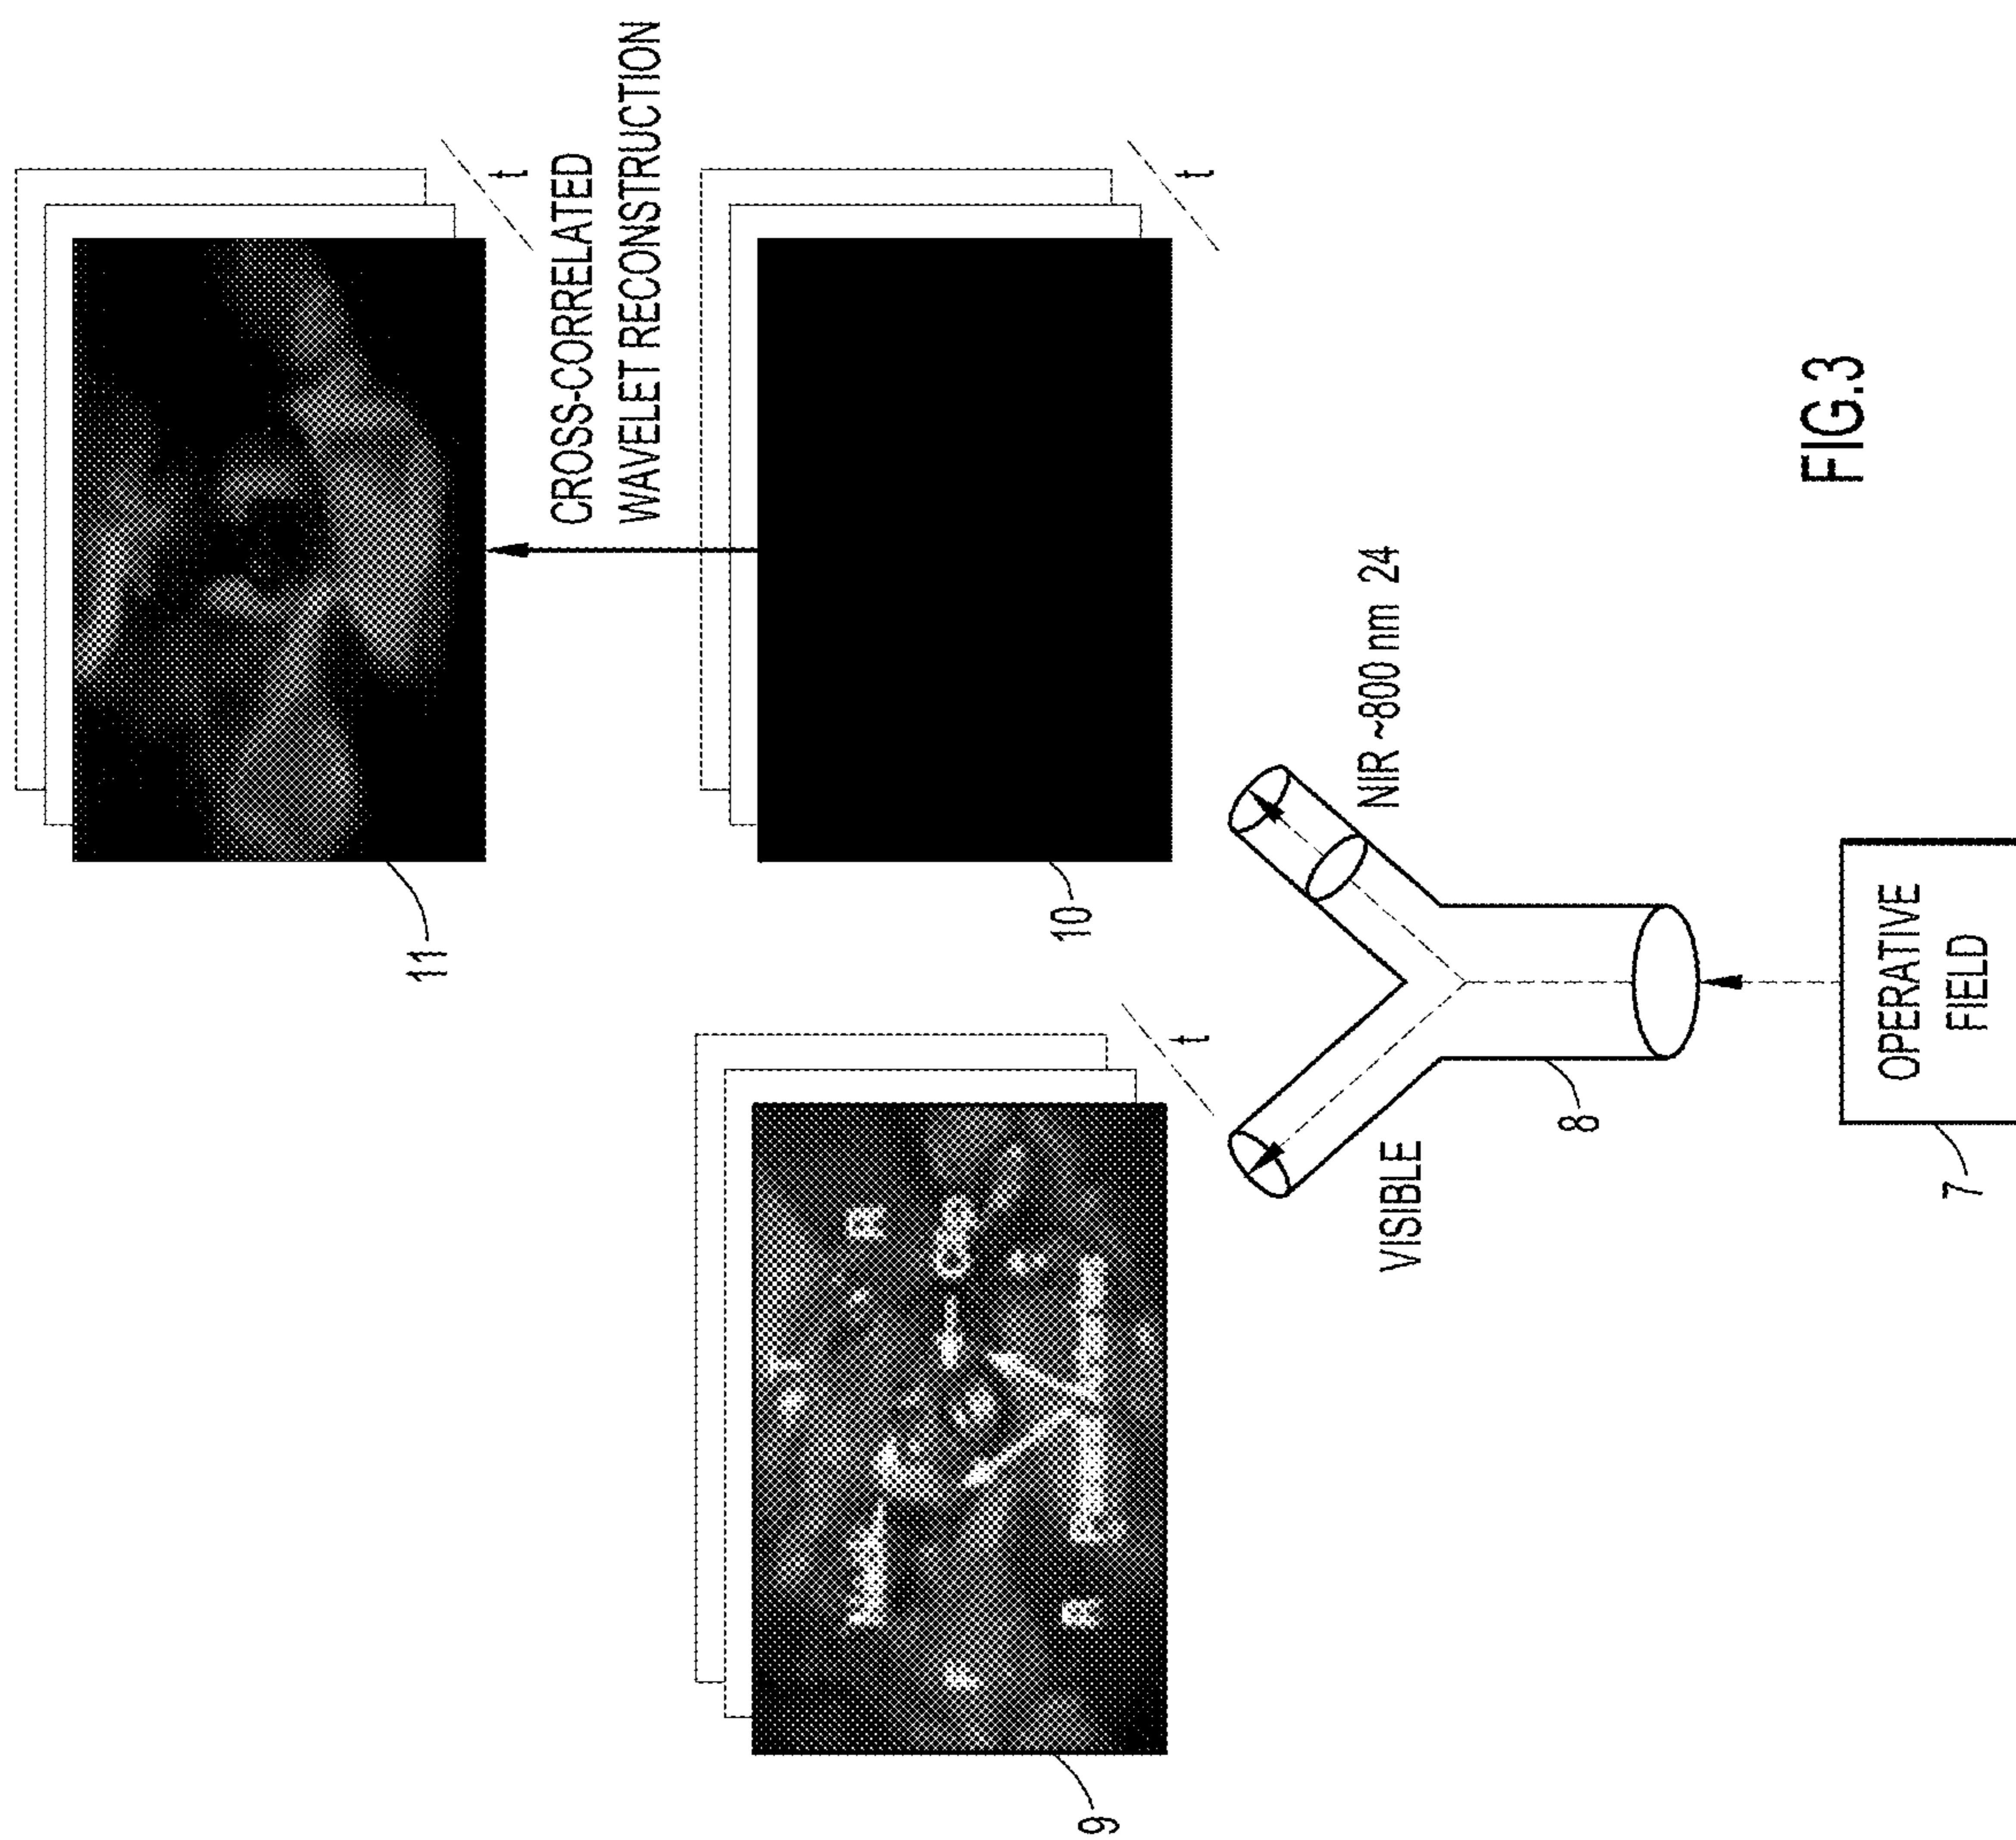 11
t
CROSS-CORRELATED
WAVELET RECONSTRUCTION
10
t
9
t
VISIBLE
NIR ~800 nm 24
8
OPERATIVE
FIELD
7
FIG.3